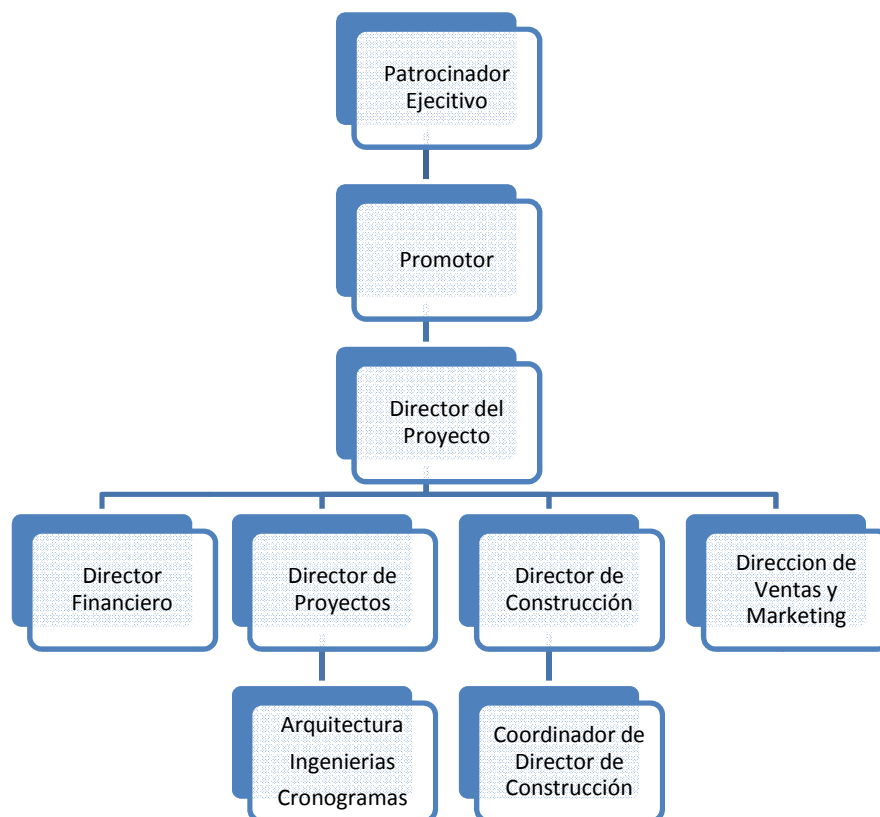 Patrocinador
Ejecitivo
Promotor
Director del
Proyecto
Director
Financiero
Director de
Proyectos
Director de
Construcción
Direccion de
Ventas y
Marketing
Arquitectura
Ingenierias
Cronogramas
Coordinador de
Director de
Construcción